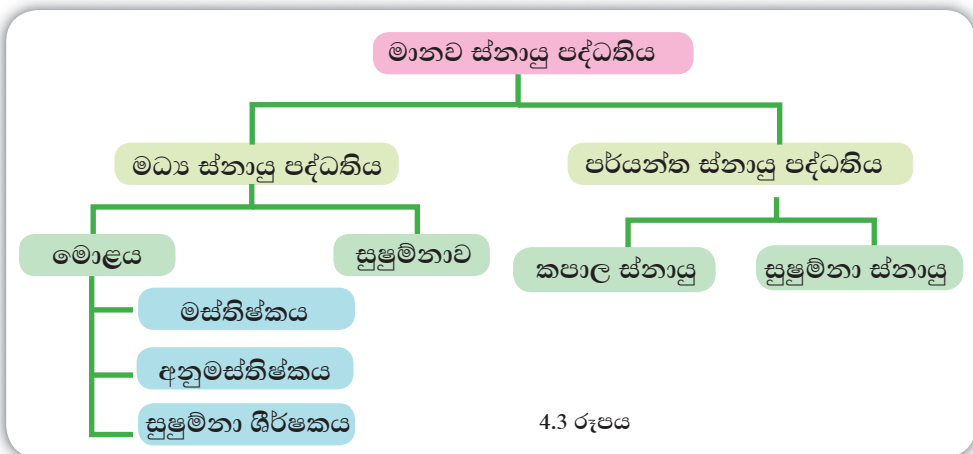 මානව ස්නායු පද්ධතිය
මධ්‍ය ස්නායු පද්ධතිය
පර්යන්ත ස්නායු පද්ධතිය
මොළය
සුෂුම්නාව
කපාල ස්නායු
සුෂුම්නා ස්නායු
මස්තිෂ්කය
අනුමස්තිෂ්කය
සුෂුම්නා ශීර්ෂකය
4.3 රූපය